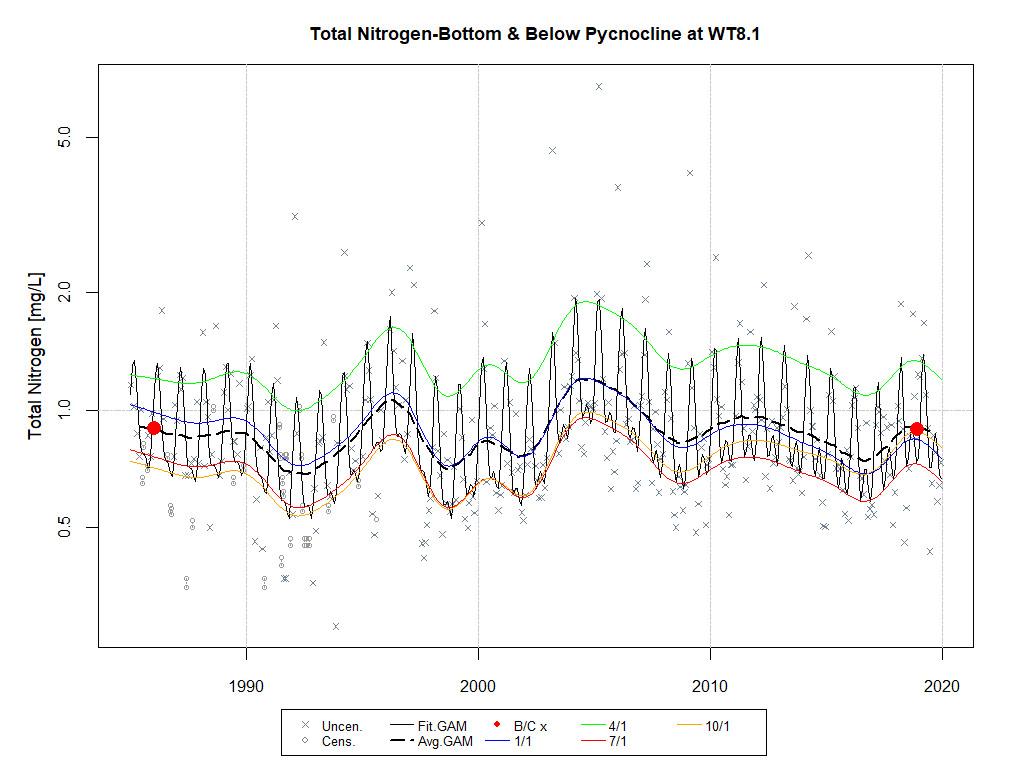 Total Nitrogen-Bottom & Below Pycnocline at WT8.1
Total Nitrogen [mg/L]
5.0
2.0
1.0
0.5
1990 2000 2010 2020
Uncen. Fit.GAM B/C x 4/1 10/1
Cens. Avg.GAM 1/1 7/1